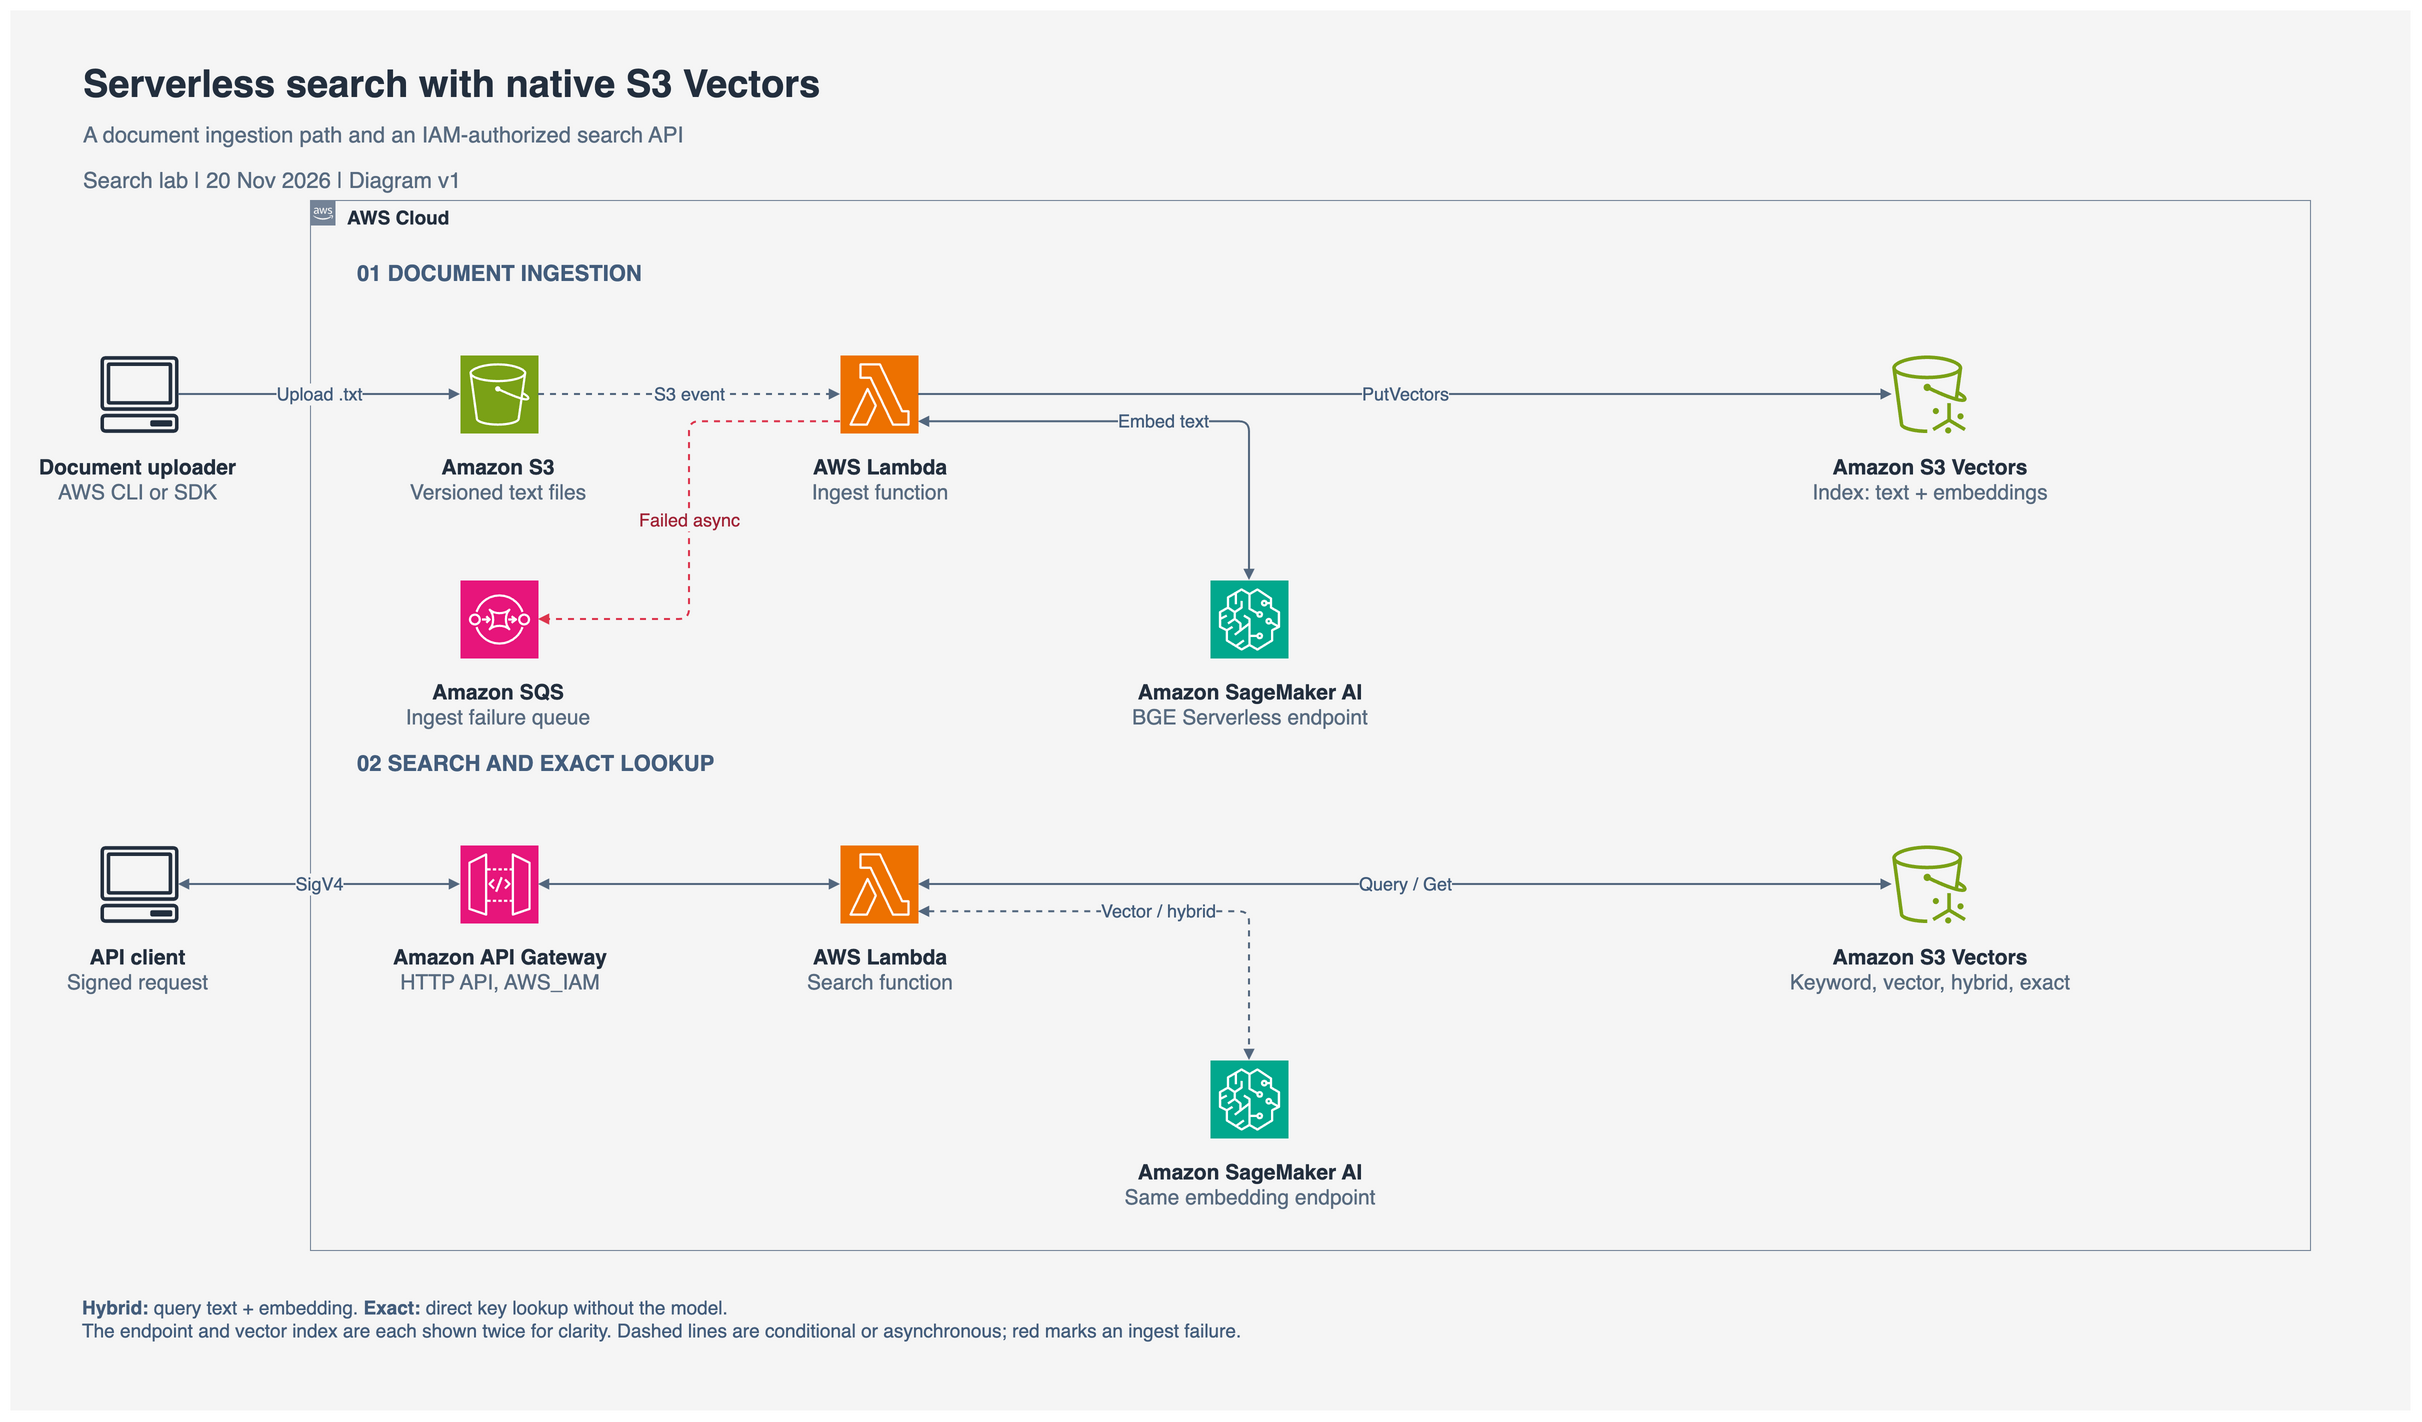 Serverless search with native S3 Vectors
A document ingestion path and an IAM-authorized search API
Search lab | 20 Nov 2026 | Diagram v1
aws
AWS Cloud
01 DOCUMENT INGESTION
Upload .txt
S3 event
PutVectors
Embed text
Document uploader
AWS CLI or SDK
Amazon S3
Versioned text files
AWS Lambda
Ingest function
Amazon S3 Vectors
Index: text + embeddings
Failed async
Amazon SQS
Ingest failure queue
Amazon SageMaker AI
BGE Serverless endpoint
02 SEARCH AND EXACT LOOKUP
SigV4
Query / Get
Vector / hybrid
API client
Signed request
Amazon API Gateway
HTTP API, AWS_IAM
AWS Lambda
Search function
Amazon S3 Vectors
Keyword, vector, hybrid, exact
Amazon SageMaker AI
Same embedding endpoint
Hybrid: query text + embedding. Exact: direct key lookup without the model.
The endpoint and vector index are each shown twice for clarity. Dashed lines are conditional or asynchronous; red marks an ingest failure.